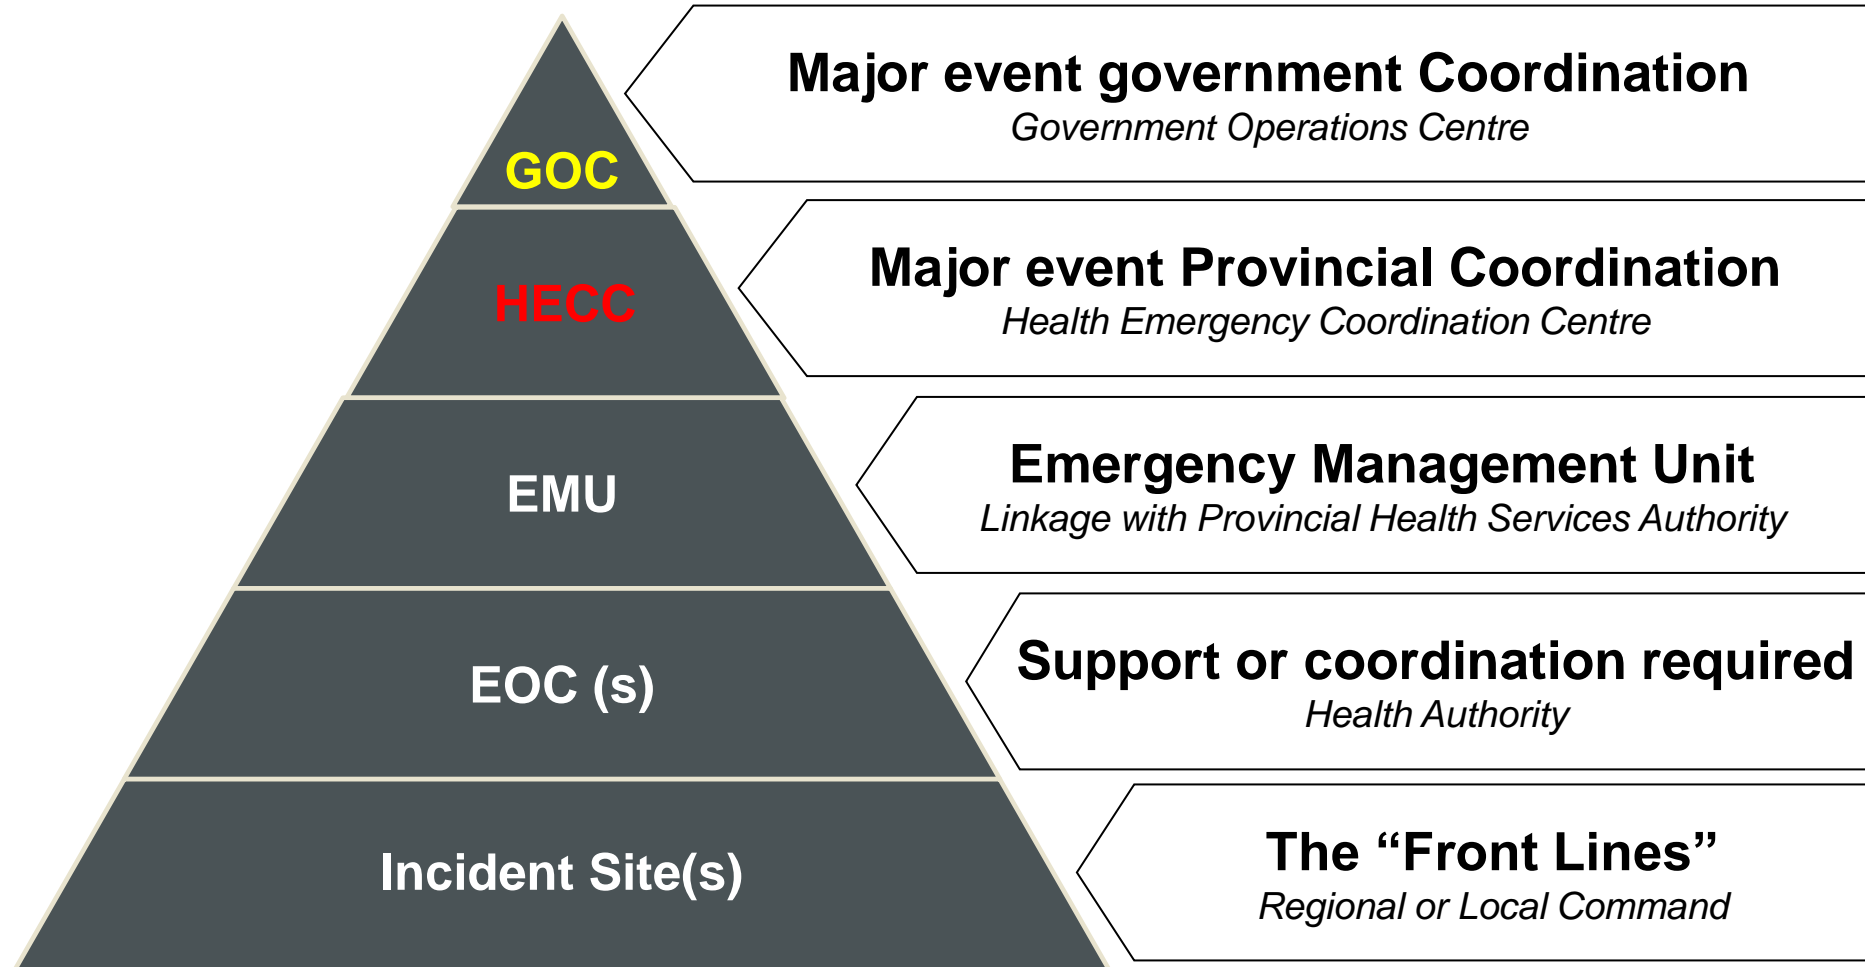 GOC
Major event government Coordination
Government Operations Centre
HECC
Major event Provincial Coordination
Health Emergency Coordination Centre
EMU
Emergency Management Unit
Linkage with Provincial Health Services Authority
EOC (s)
Support or coordination required
Health Authority
Incident Site(s)
The “Front Lines”
Regional or Local Command